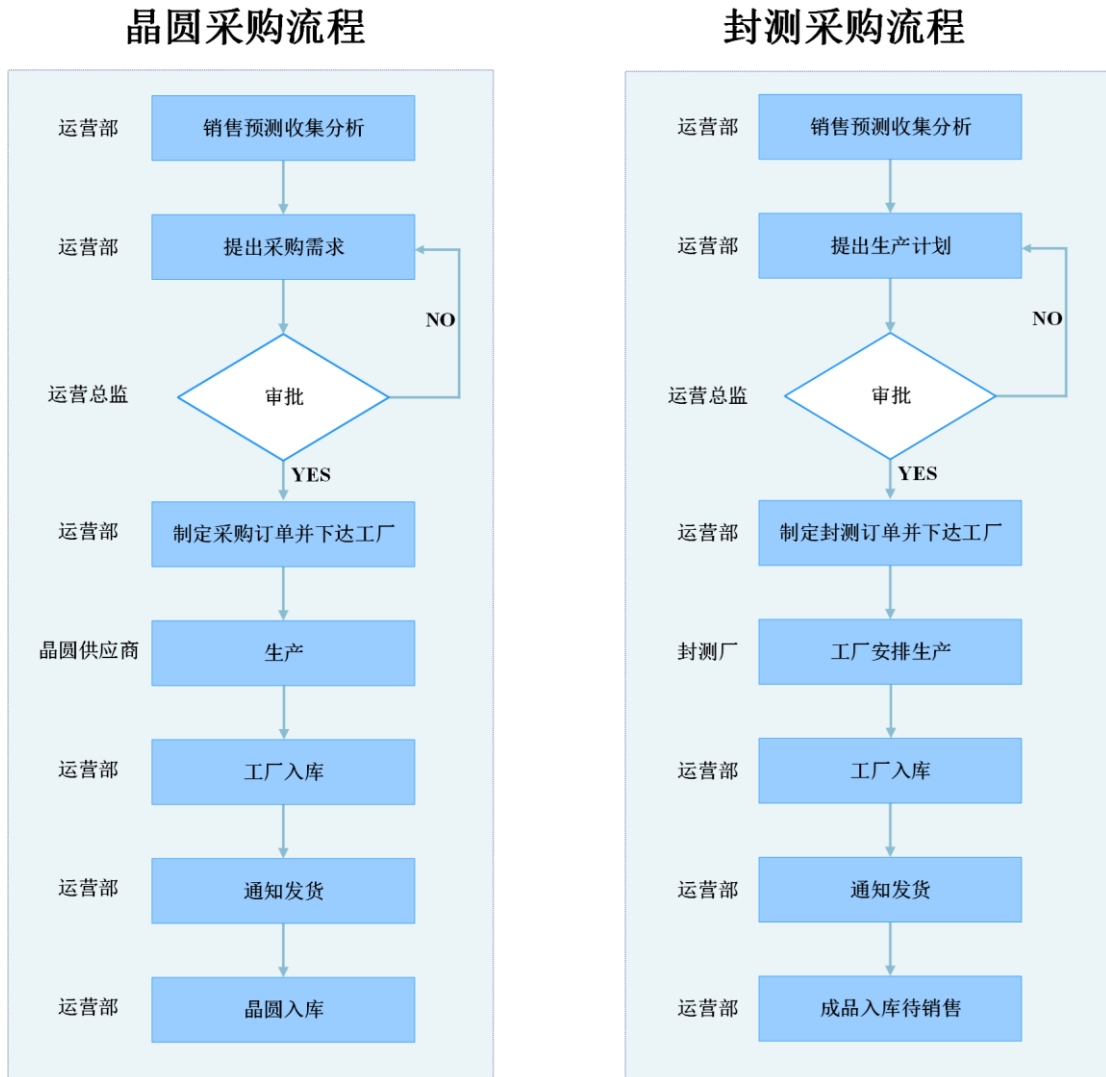 晶圆采购流程
运营部
销售预测收集分析
运营部
提出采购需求
NO
运营总监
审批
YES
运营部
制定采购订单并下达工厂
晶圆供应商
生产
运营部
工厂入库
运营部
通知发货
运营部
晶圆入库
封测采购流程
运营部
销售预测收集分析
运营部
提出生产计划
NO
运营总监
审批
YES
运营部
制定封测订单并下达工厂
封测厂
工厂安排生产
运营部
工厂入库
运营部
通知发货
运营部
成品入库待销售